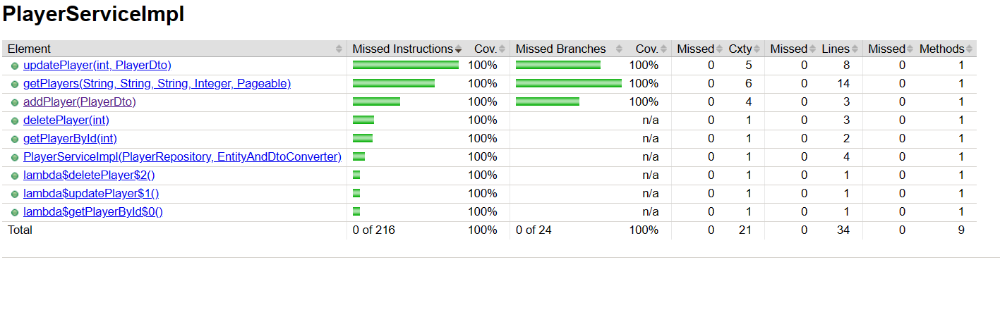 PlayerServiceImpl
Element Missed Instructions Cov. Missed Branches Cov. Missed Cxty Missed Lines Missed Methods
updatePlayer(int, PlayerDto) 100% 100% 0 5 0 8 0 1
getPlayers(String, String, String, Integer, Pageable) 100% 100% 0 6 0 14 0 1
addPlayer(PlayerDto) 100% 100% 0 4 0 3 0 1
deletePlayer(int) 100% n/a 0 1 0 3 0 1
getPlayerById(int) 100% n/a 0 1 0 2 0 1
PlayerServiceImpl(PlayerRepository, EntityAndDtoConverter) 100% n/a 0 1 0 4 0 1
lambda$deletePlayer$2() 100% n/a 0 1 0 1 0 1
lambda$updatePlayer$1() 100% n/a 0 1 0 1 0 1
lambda$getPlayerById$0() 100% n/a 0 1 0 1 0 1
Total 0 of 216 100% 0 of 24 100% 0 21 0 34 0 9